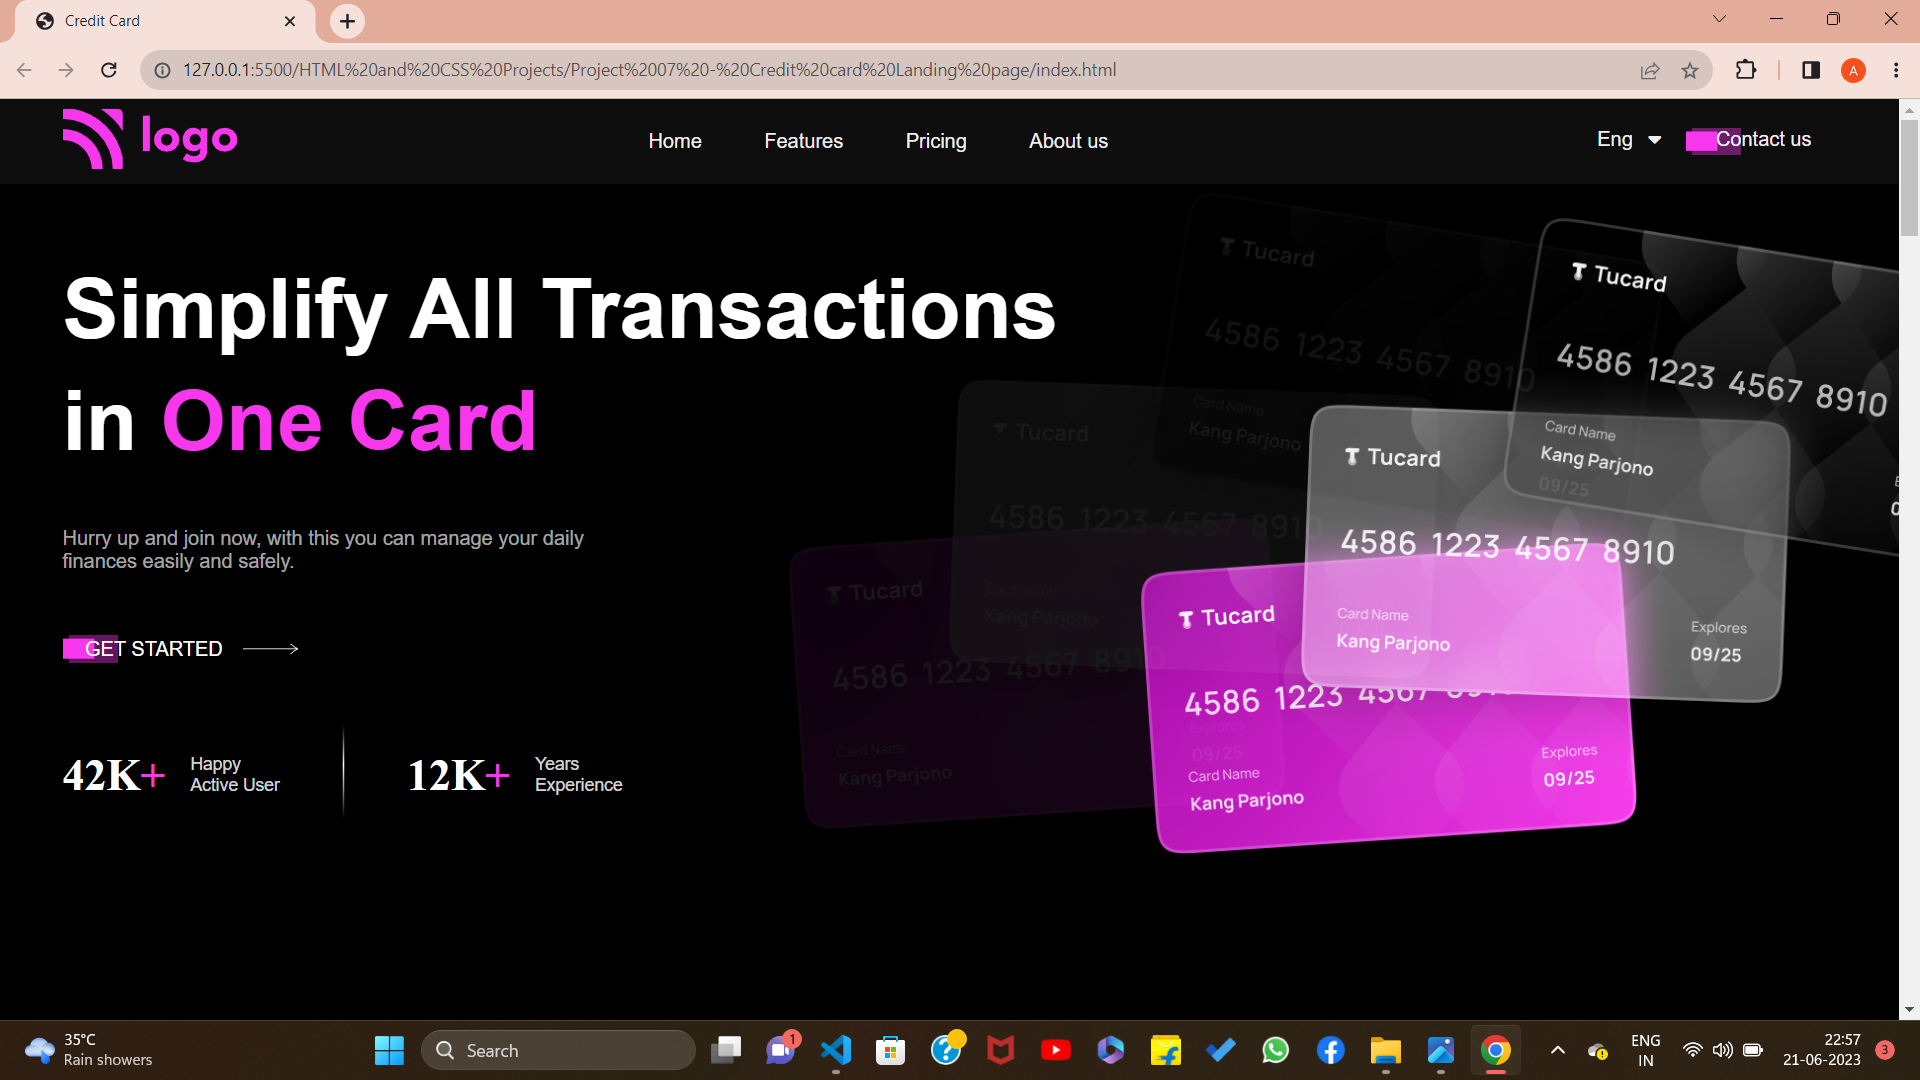 Credit Card
127.0.0.1:5500/HTML%20and%20CSS%20Projects/Project%2007%20-%20Credit%20card%20Landing%20page/index.html
A
logo
Home Features Pricing About us Eng Contact us
Simplify All Transactions
in One Card
Hurry up and join now, with this you can manage your daily
finances easily and safely.
GET STARTED
42K+ Happy
Active User
12K+ Years
Experience
Tucard
4586 1223 4567 8910
Card Name
Kang Parjono
Tucard
4586 1223 4567 8910
Card Name
Kang Parjono
09/25
Tucard
4586 1223 4567 8910
Card Name
Kang Parjono
Tucard
4586 1223 4567 8910
Card Name
Kang Parjono
Explores
09/25
Tucard
4586 1223 4567 8910
Card Name
Kang Parjono
Explores
09/25
Tucard
4586 1223 4567 8910
Card Name
Kang Parjono
Explores
09/25
35°C
Rain showers
Search
1
ENG
IN
22:57
21-06-2023
3